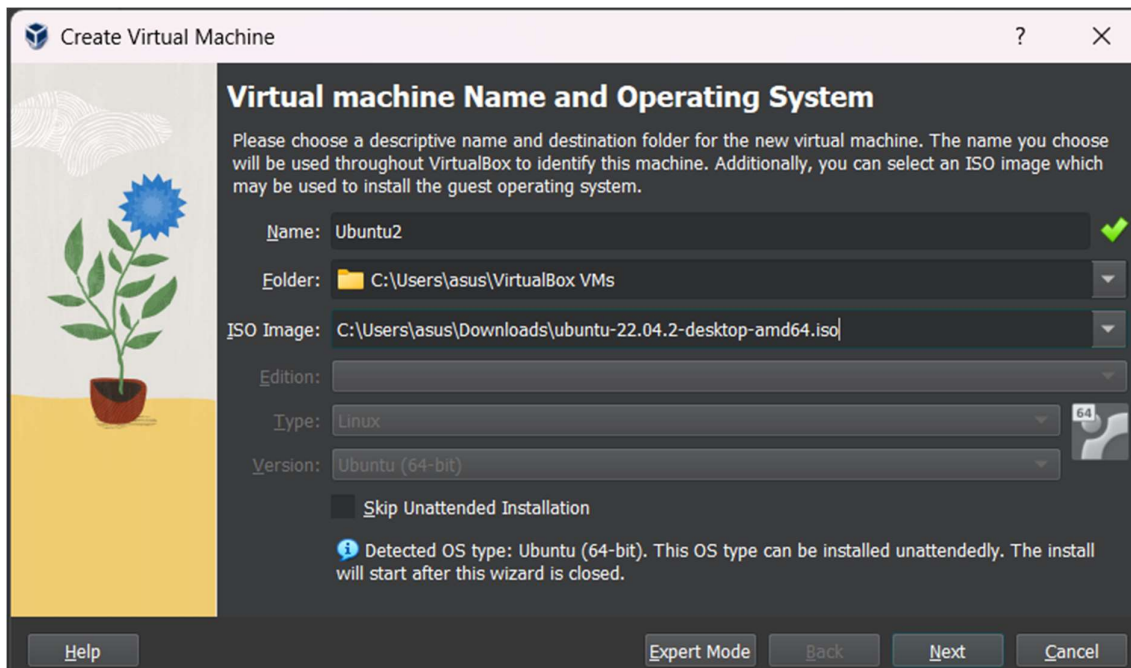 Create Virtual Machine
?
Virtual machine Name and Operating System
Please choose a descriptive name and destination folder for the new virtual machine. The name you choose
will be used throughout VirtualBox to identify this machine. Additionally, you can select an ISO image which
may be used to install the guest operating system.
Name: Ubuntu2
Folder: C:\Users\asus\VirtualBox VMs
ISO Image: C:\Users\asus\Downloads\ubuntu-22.04.2-desktop-amd64.iso
Edition:
Type: Linux
64
Version: Ubuntu (64-bit)
Skip Unattended Installation
Detected OS type: Ubuntu (64-bit). This OS type can be installed unattendedly. The install
will start after this wizard is closed.
Help Expert Mode Back Next Cancel